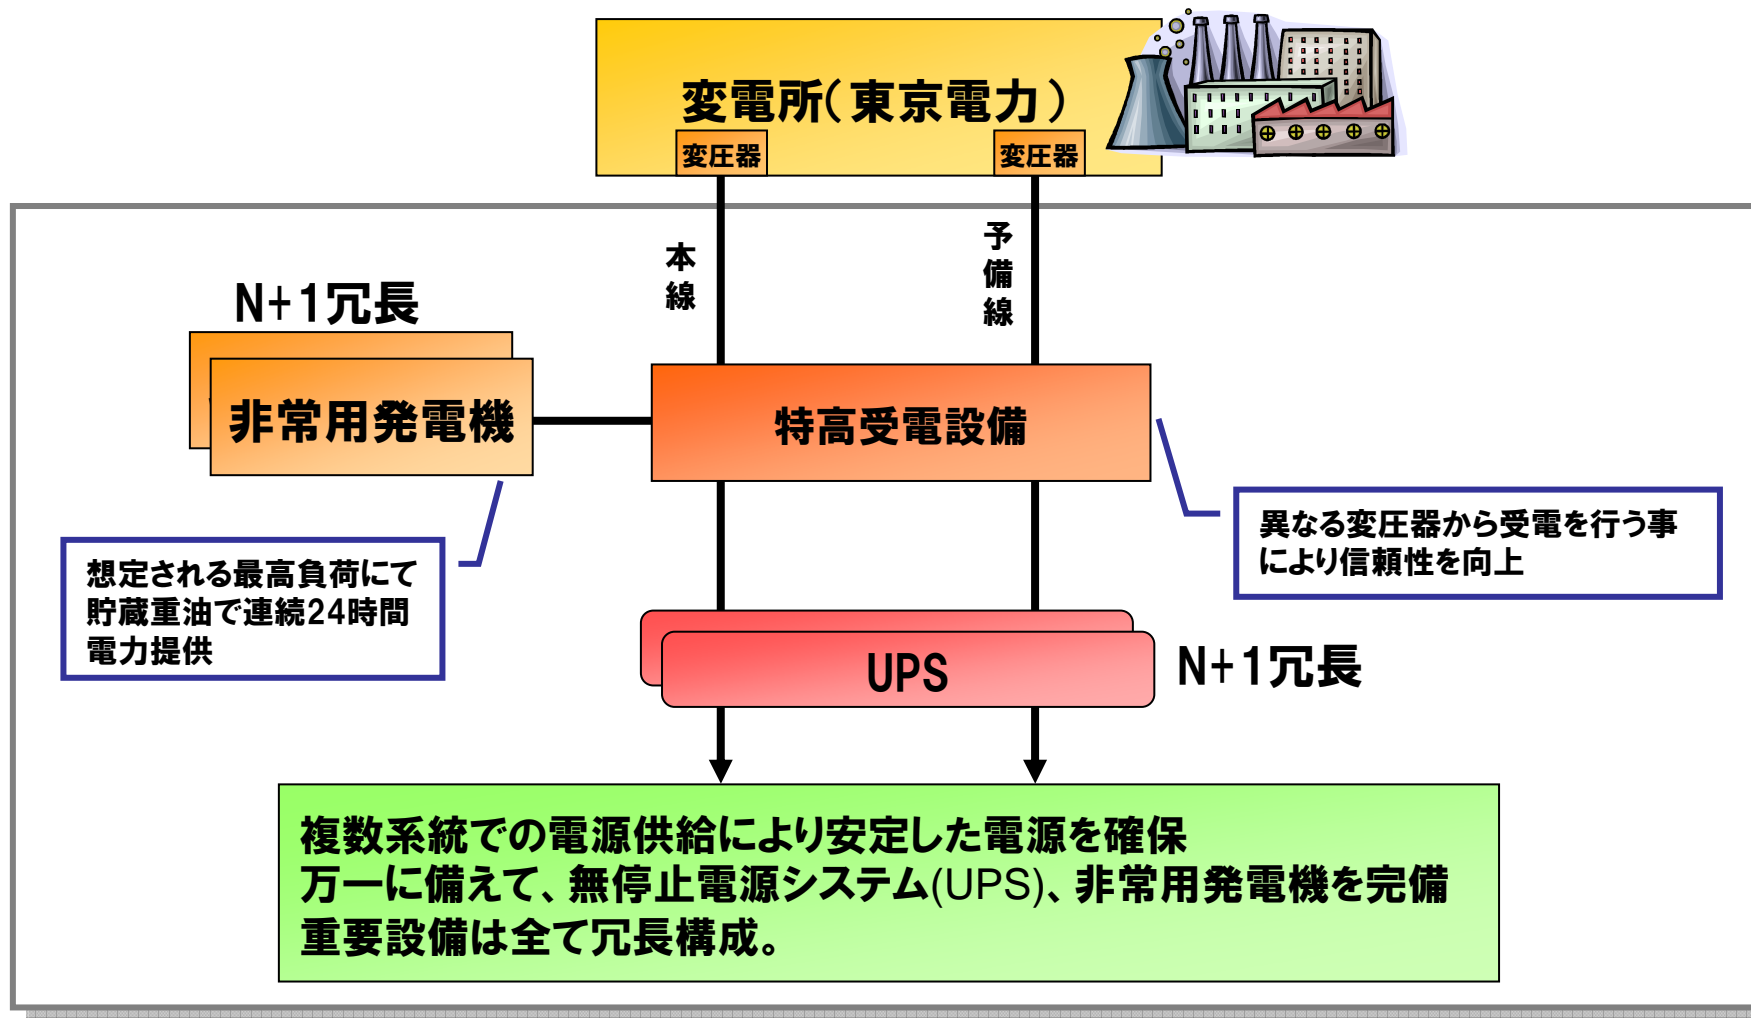 変電所(東京電力)
変圧器
変圧器
本線
予備線
N+1冗長
非常用発電機
特高受電設備
異なる変圧器から受電を行う事
により信頼性を向上
想定される最高負荷にて
貯蔵重油で連続24時間
電力提供
UPS
N+1冗長
複数系統での電源供給により安定した電源を確保
万一に備えて、無停止電源システム(UPS)、非常用発電機を完備
重要設備は全て冗長構成。